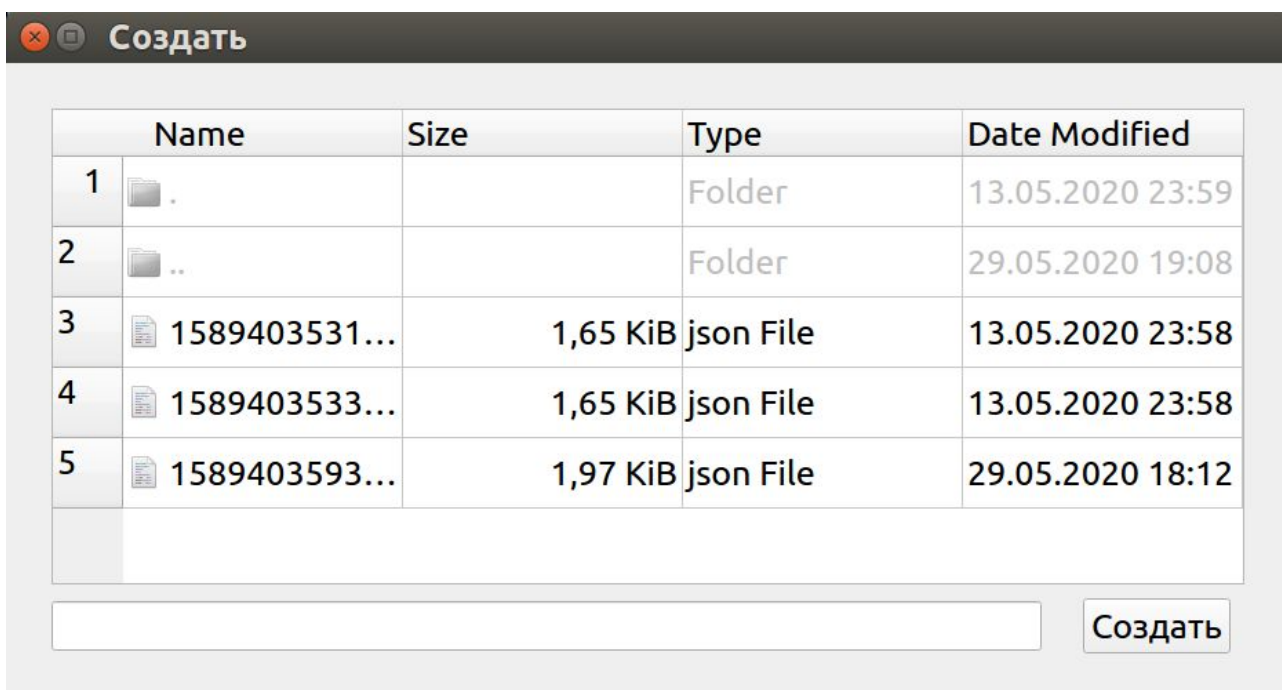 Создать
Name Size Type Date Modified
1 . Folder 13.05.2020 23:59
2 .. Folder 29.05.2020 19:08
3 1589403531... 1,65 KiB json File 13.05.2020 23:58
4 1589403533... 1,65 KiB json File 13.05.2020 23:58
5 1589403593... 1,97 KiB json File 29.05.2020 18:12
Создать